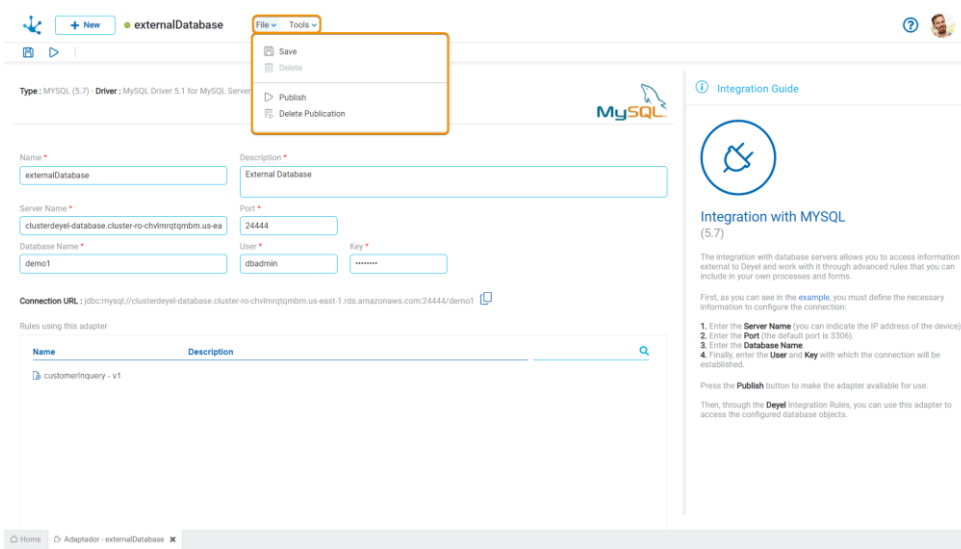 + New
externalDatabase
File
Tools
?
Save
Delete
Publish
Delete Publication
Type : MYSQL (5.7) - Driver : MySQL Driver 5.1 for MySQL Server
MySQL
Name *
Description *
externalDatabase
External Database
Server Name *
Port *
clusterdeyel-database.cluster-ro-chvlmrqtqmbm.us-ea
24444
Database Name *
User *
Key *
demo1
dbadmin
••••••••
Connection URL : jdbc:mysql://clusterdeyel-database.cluster-ro-chvlmrqtqmbm.us-east-1.rds.amazonaws.com:24444/demo1
Rules using this adapter
Name
Description
customerInquery - v1
Integration Guide
Integration with MYSQL
(5.7)
The integration with database servers allows you to access information
external to Deyel and work with it through advanced rules that you can
include in your own processes and forms.
First, as you can see in the example, you must define the necessary
information to configure the connection:
1. Enter the Server Name (you can indicate the IP address of the device)
2. Enter the Port (the default port is 3306).
3. Enter the Database Name
4. Finally, enter the User and Key with which the connection will be
established.
Press the Publish button to make the adapter available for use.
Then, through the Deyel Integration Rules, you can use this adapter to
access the configured database objects.
Home
Adaptador - externalDatabase